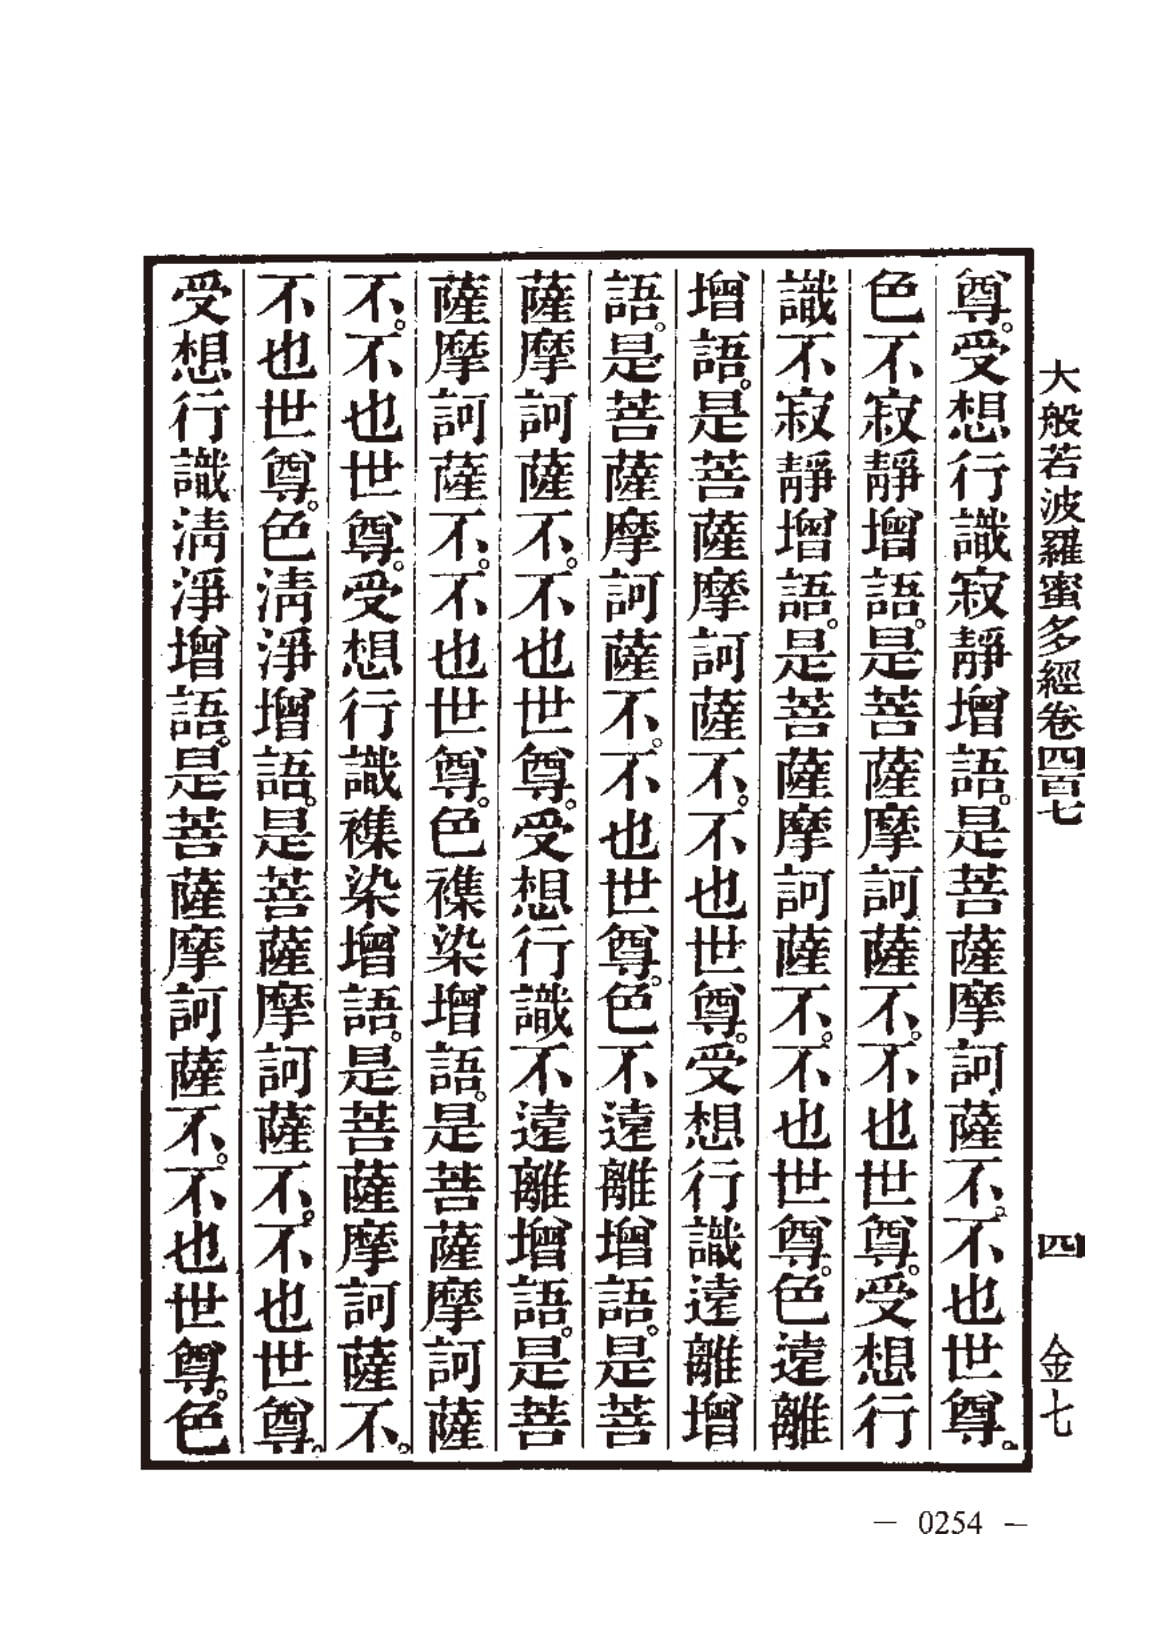 大般若波羅蜜多經卷四百七 四 金七
尊。受想行識寂靜增語。是菩薩摩訶薩不。不也世尊。
色不寂靜增語。是菩薩摩訶薩不。不也世尊。受想行
識不寂靜增語。是菩薩摩訶薩不。不也世尊。色遠離
增語。是菩薩摩訶薩不。不也世尊。受想行識遠離增
語。是菩薩摩訶薩不。不也世尊。色不遠離增語。是菩
薩摩訶薩不。不也世尊。受想行識不遠離增語。是菩
薩摩訶薩不。不也世尊。色襍染增語。是菩薩摩訶薩
不。不也世尊。受想行識襍染增語。是菩薩摩訶薩不。
不也世尊。色清淨增語。是菩薩摩訶薩不。不也世尊。
受想行識清淨增語。是菩薩摩訶薩不。不也世尊。色
— 0254 —